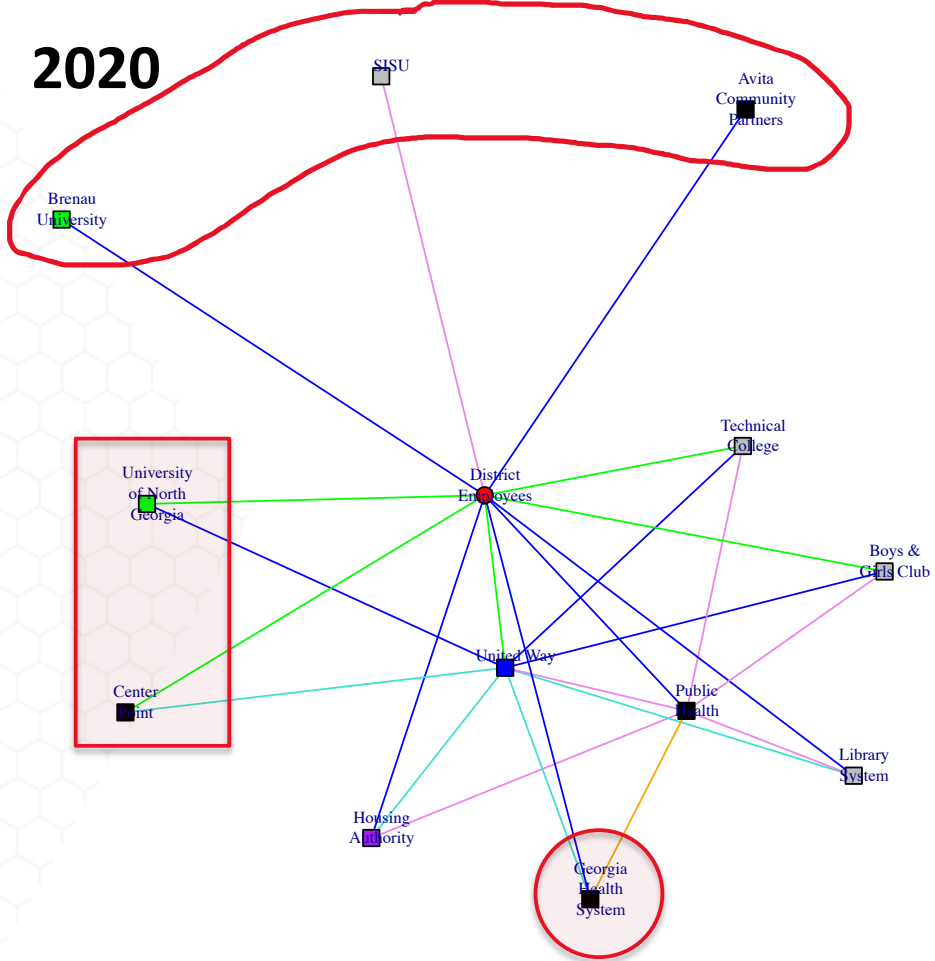 2020
SISU
Avita
Community
Partners
Brenau
University
Technical
College
University
of North
Georgia
District
Employees
Boys &
Girls Club
United Way
Center
Point
Public
Health
Library
System
Housing
Authority
Georgia
Health
System